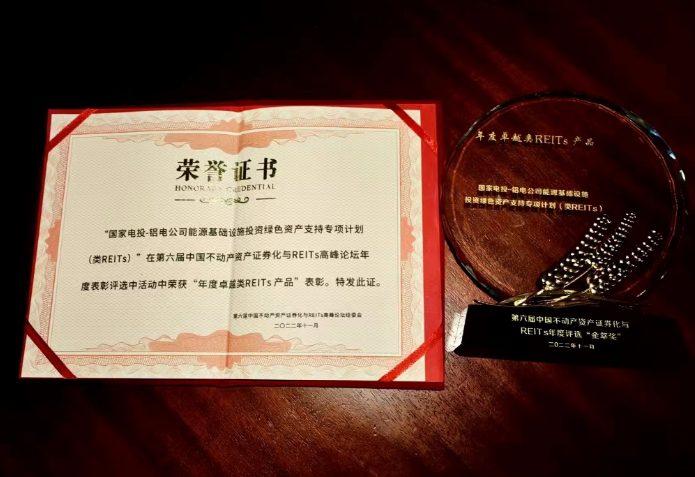 荣誉证书
HONORARY CREDENTIAL
“国家电投-铝电公司能源基础设施投资绿色资产支持专项计划
（类REITs）”在第六届中国不动产资产证券化与REITs高峰论坛年
度表彰评选中活动中荣获“年度卓越类REITs 产品”表彰。特发此证。
第六届中国不动产资产证券化与REITs高峰论坛组委会
二〇二二年十一月
年度卓越类REITs 产品
国家电投-铝电公司能源基础设施
投资绿色资产支持专项计划（类REITs）
第六届中国不动产资产证券化与
REITs年度评选“金萃奖”
二〇二二年十一月